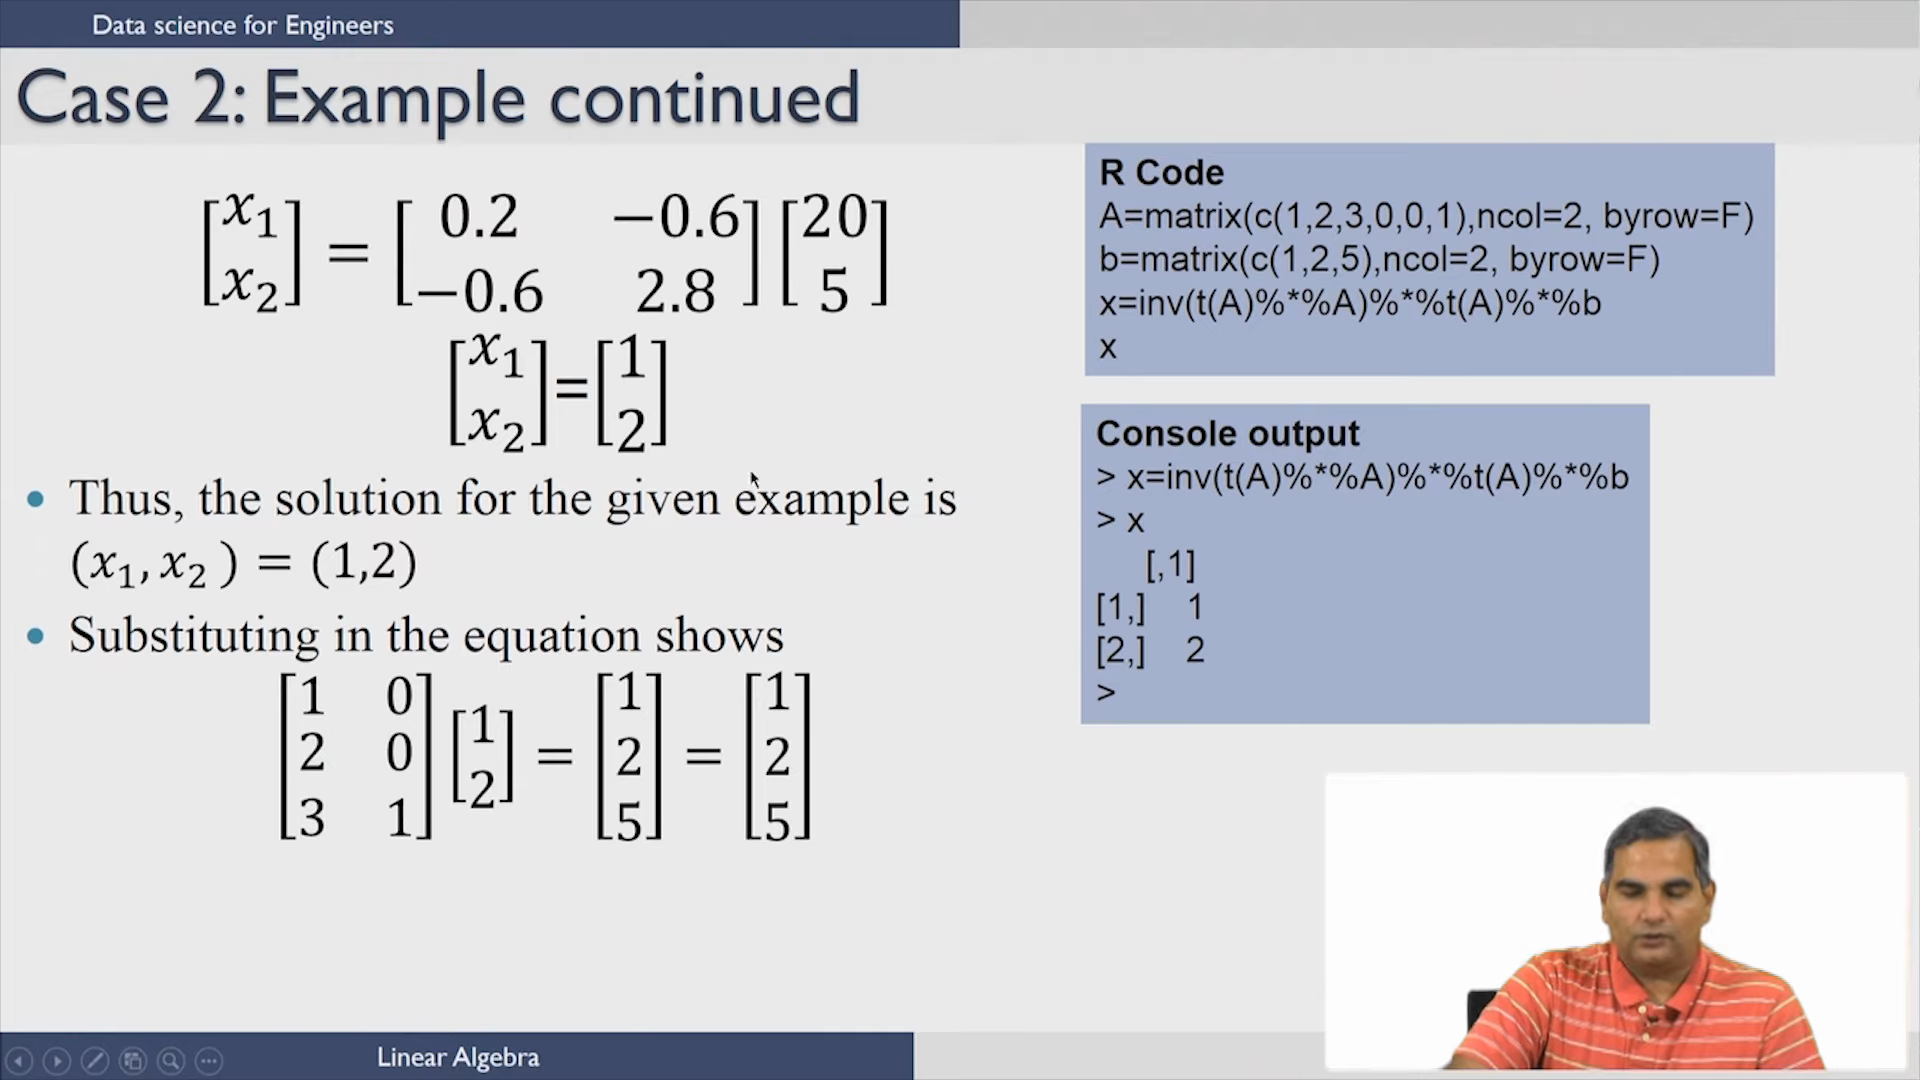 Data science for Engineers
Case 2: Example continued
[x₁ x₂] = [0.2 −0.6 −0.6 2.8] [20 5]
[x₁ x₂]=[1 2]
• Thus, the solution for the given example is
(x₁, x₂ ) = (1,2)
• Substituting in the equation shows
[1 0 2 0 3 1] [1 2] = [1 2 5] = [1 2 5]
R Code
A=matrix(c(1,2,3,0,0,1),ncol=2, byrow=F)
b=matrix(c(1,2,5),ncol=2, byrow=F)
x=inv(t(A)%*%A)%*%t(A)%*%b
x
Console output
> x=inv(t(A)%*%A)%*%t(A)%*%b
> x
[,1]
[1,] 1
[2,] 2
>
Linear Algebra